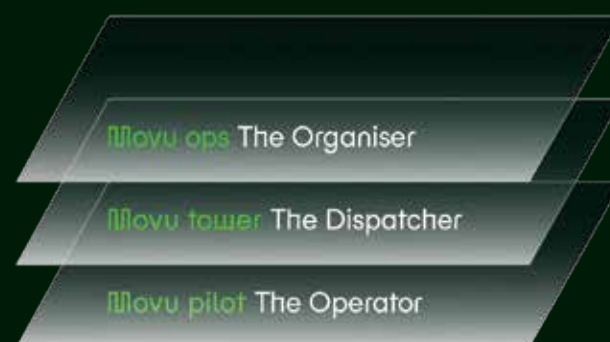 Movu ops The Organiser
Movu tower The Dispatcher
Movu pilot The Operator